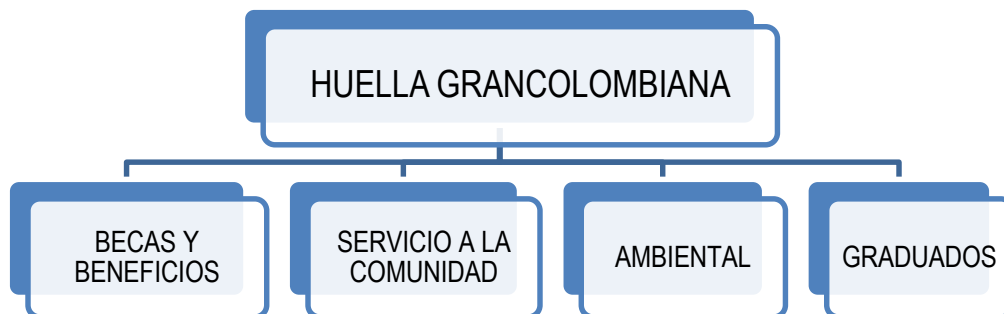 HUELLA GRANCOLOMBIANA
BECAS Y
BENEFICIOS
SERVICIO A LA
COMUNIDAD
AMBIENTAL
GRADUADOS